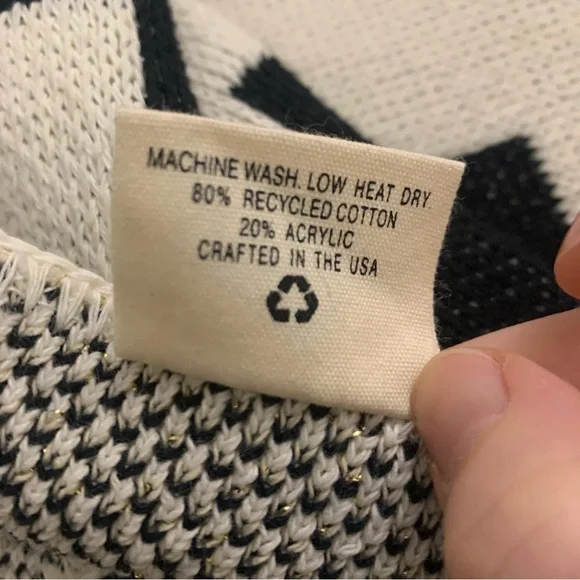 MACHINE WASH. LOW HEAT DRY.
80% RECYCLED COTTON
20% ACRYLIC
CRAFTED IN THE USA